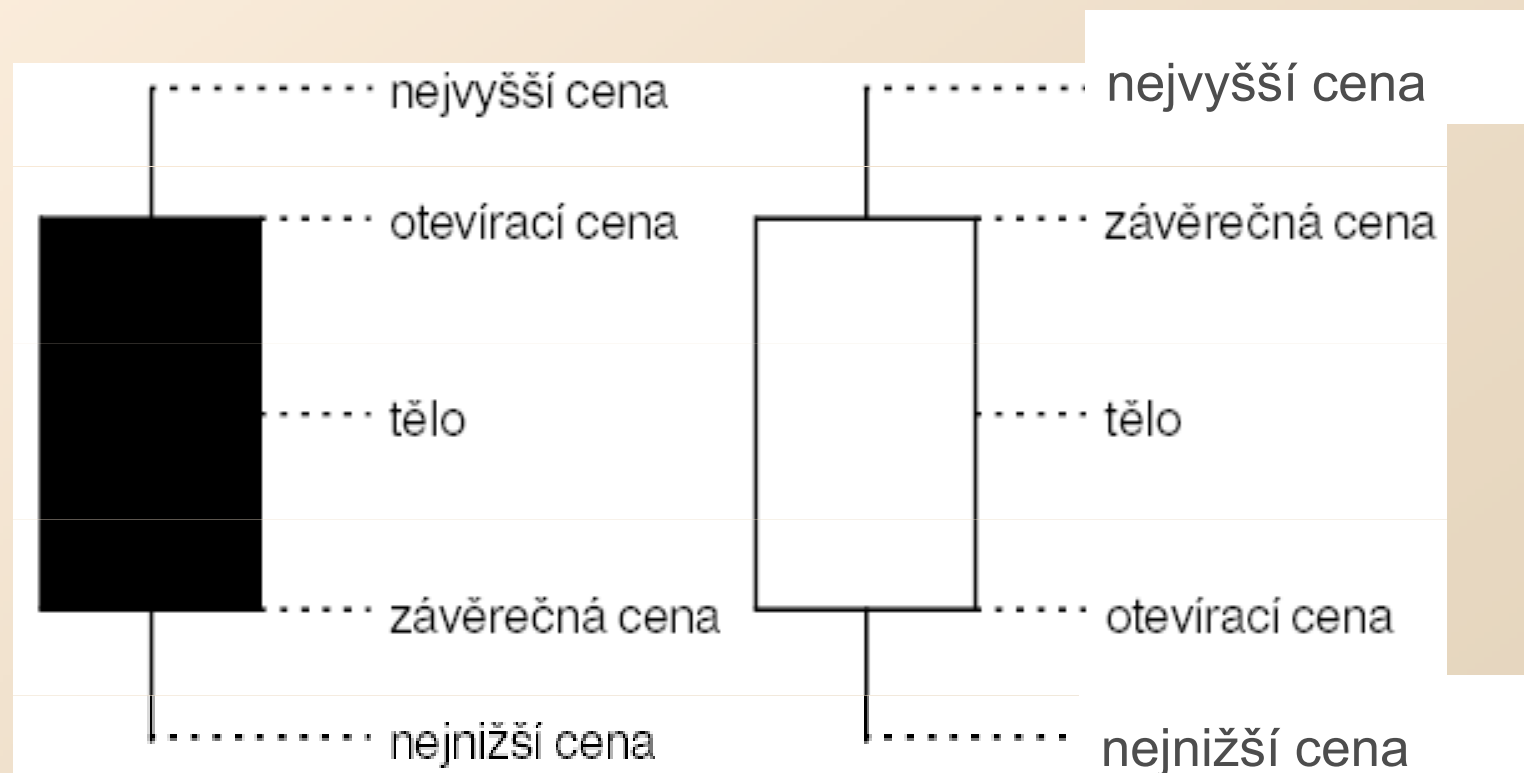 nejvyšší cena
otevírací cena
tělo
závěrečná cena
nejnižší cena
nejvyšší cena
závěrečná cena
tělo
otevírací cena
nejnižší cena